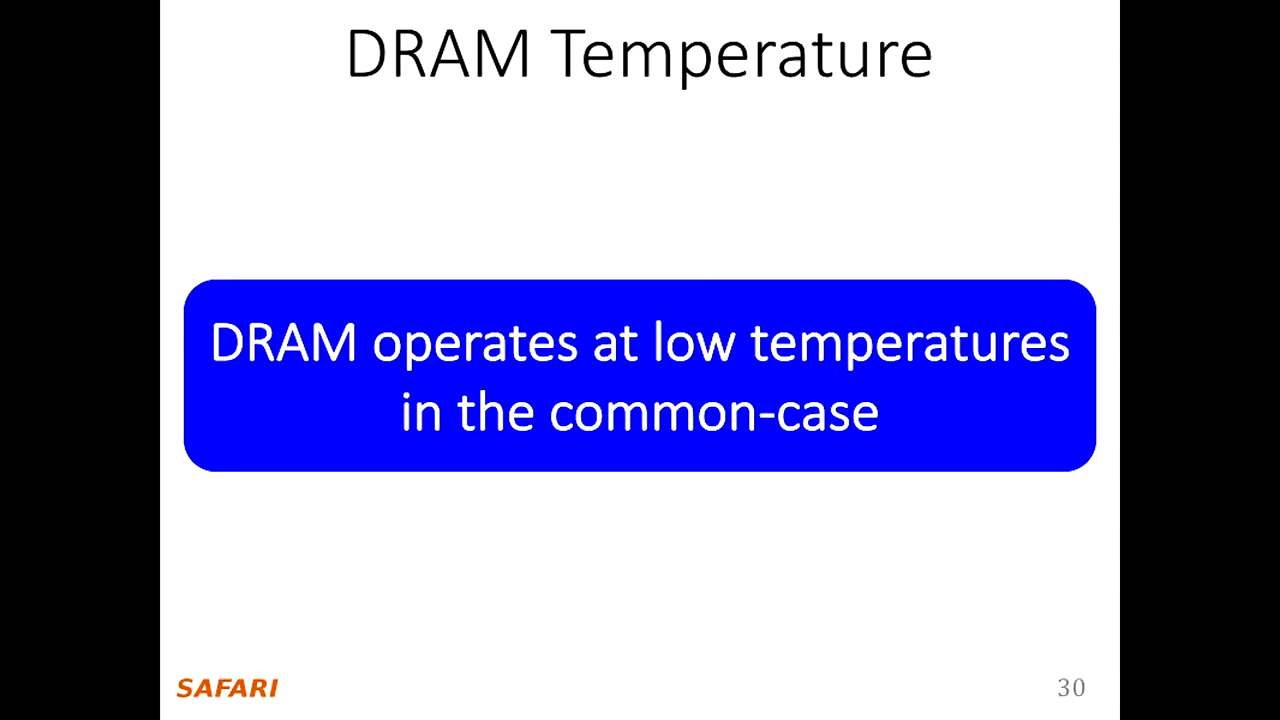 DRAM Temperature
DRAM operates at low temperatures
in the common-case
SAFARI
30